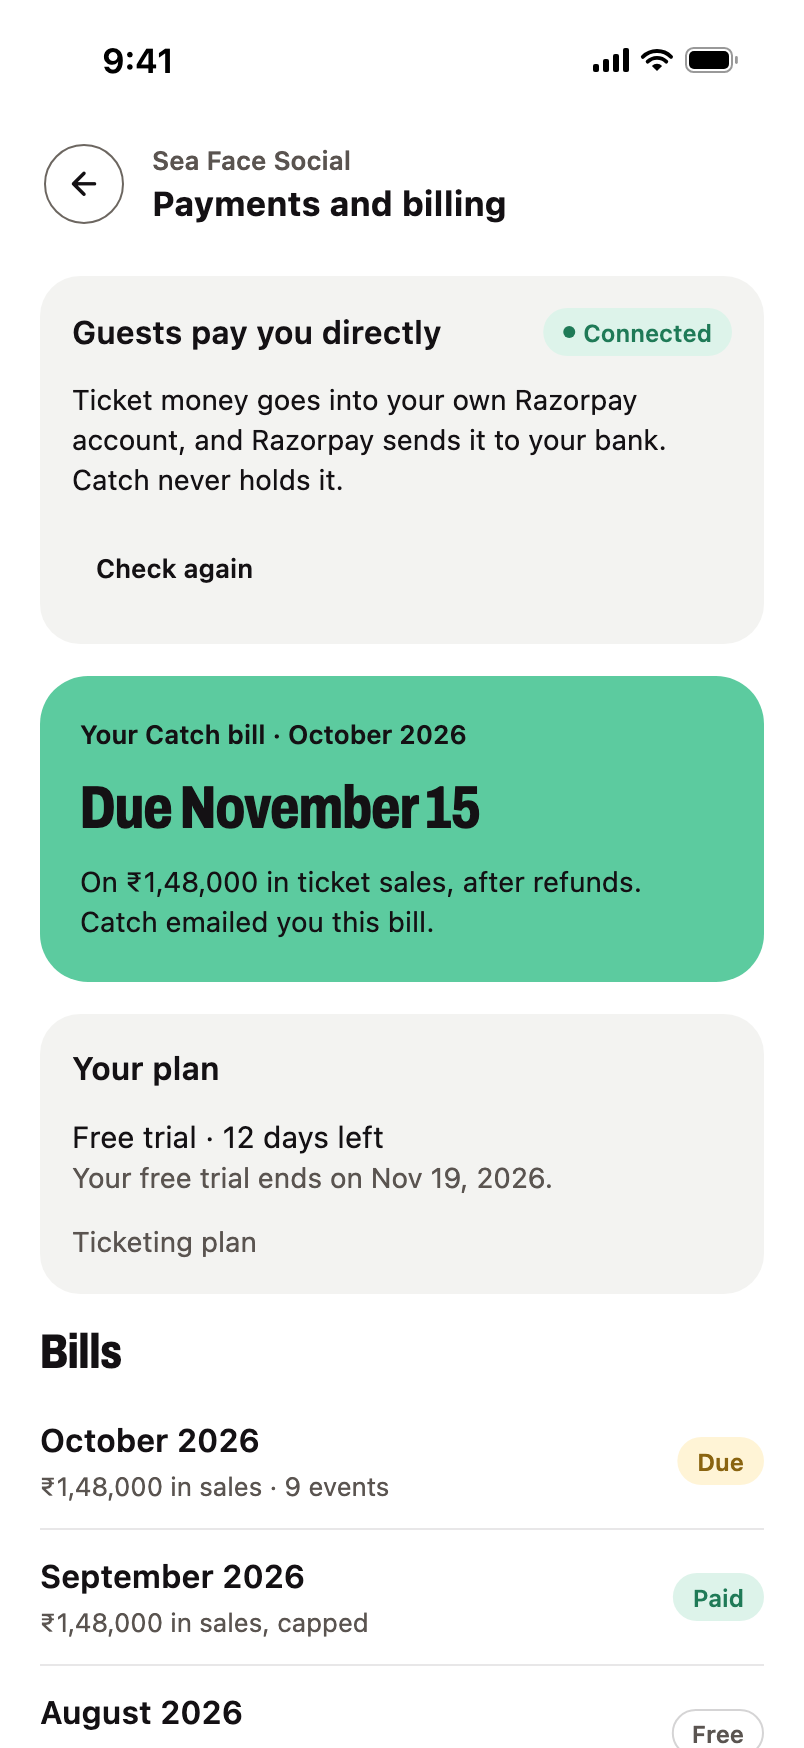 9:41
Sea Face Social
Payments and billing
Guests pay you directly
Connected
Ticket money goes into your own Razorpay
account, and Razorpay sends it to your bank.
Catch never holds it.
Check again
Your Catch bill · October 2026
Due November 15
On ₹1,48,000 in ticket sales, after refunds.
Catch emailed you this bill.
Your plan
Free trial · 12 days left
Your free trial ends on Nov 19, 2026.
Ticketing plan
Bills
October 2026
Due
₹1,48,000 in sales · 9 events
September 2026
Paid
₹1,48,000 in sales, capped
August 2026
Free